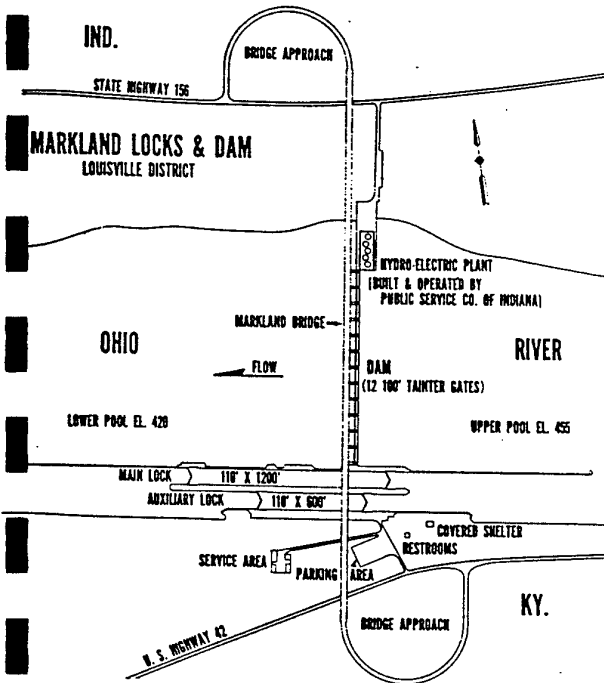 IND.
BRIDGE APPROACH
STATE HIGHWAY 156
MARKLAND LOCKS & DAM
LOUISVILLE DISTRICT
HYDRO-ELECTRIC PLANT
(BUILT & OPERATED BY
PUBLIC SERVICE CO. OF INDIANA)
MARKLAND BRIDGE
OHIO
RIVER
FLOW
DAM
(12 100' TAINTER GATES)
LOWER POOL EL. 420
UPPER POOL EL. 455
MAIN LOCK
110' X 1200'
AUXILIARY LOCK
110' X 600'
COVERED SHELTER
RESTROOMS
SERVICE AREA
PARKING AREA
KY.
BRIDGE APPROACH
U. S. HIGHWAY 42